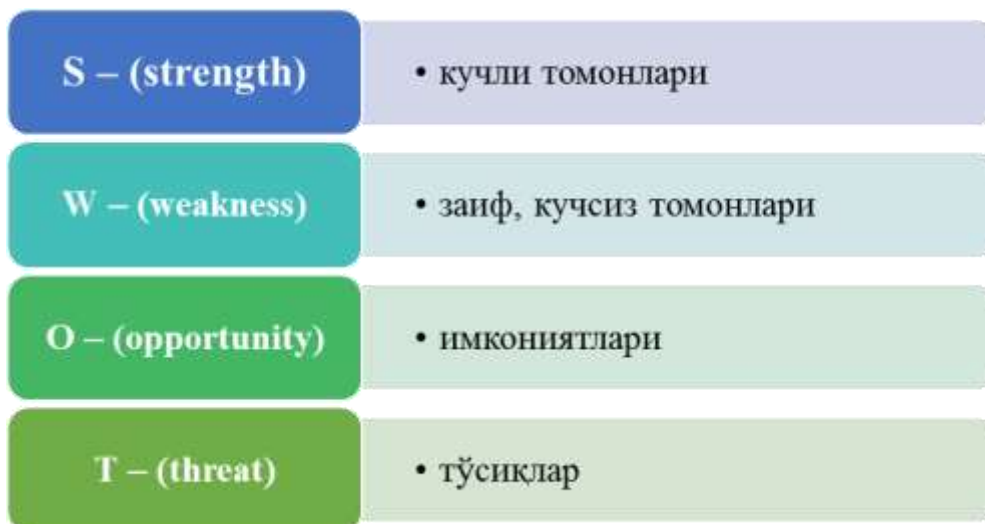 S – (strength)
• кучли томонлари
W – (weakness)
• заиф, кучсиз томонлари
O – (opportunity)
• имкониятлари
T – (threat)
• тўсиқлар